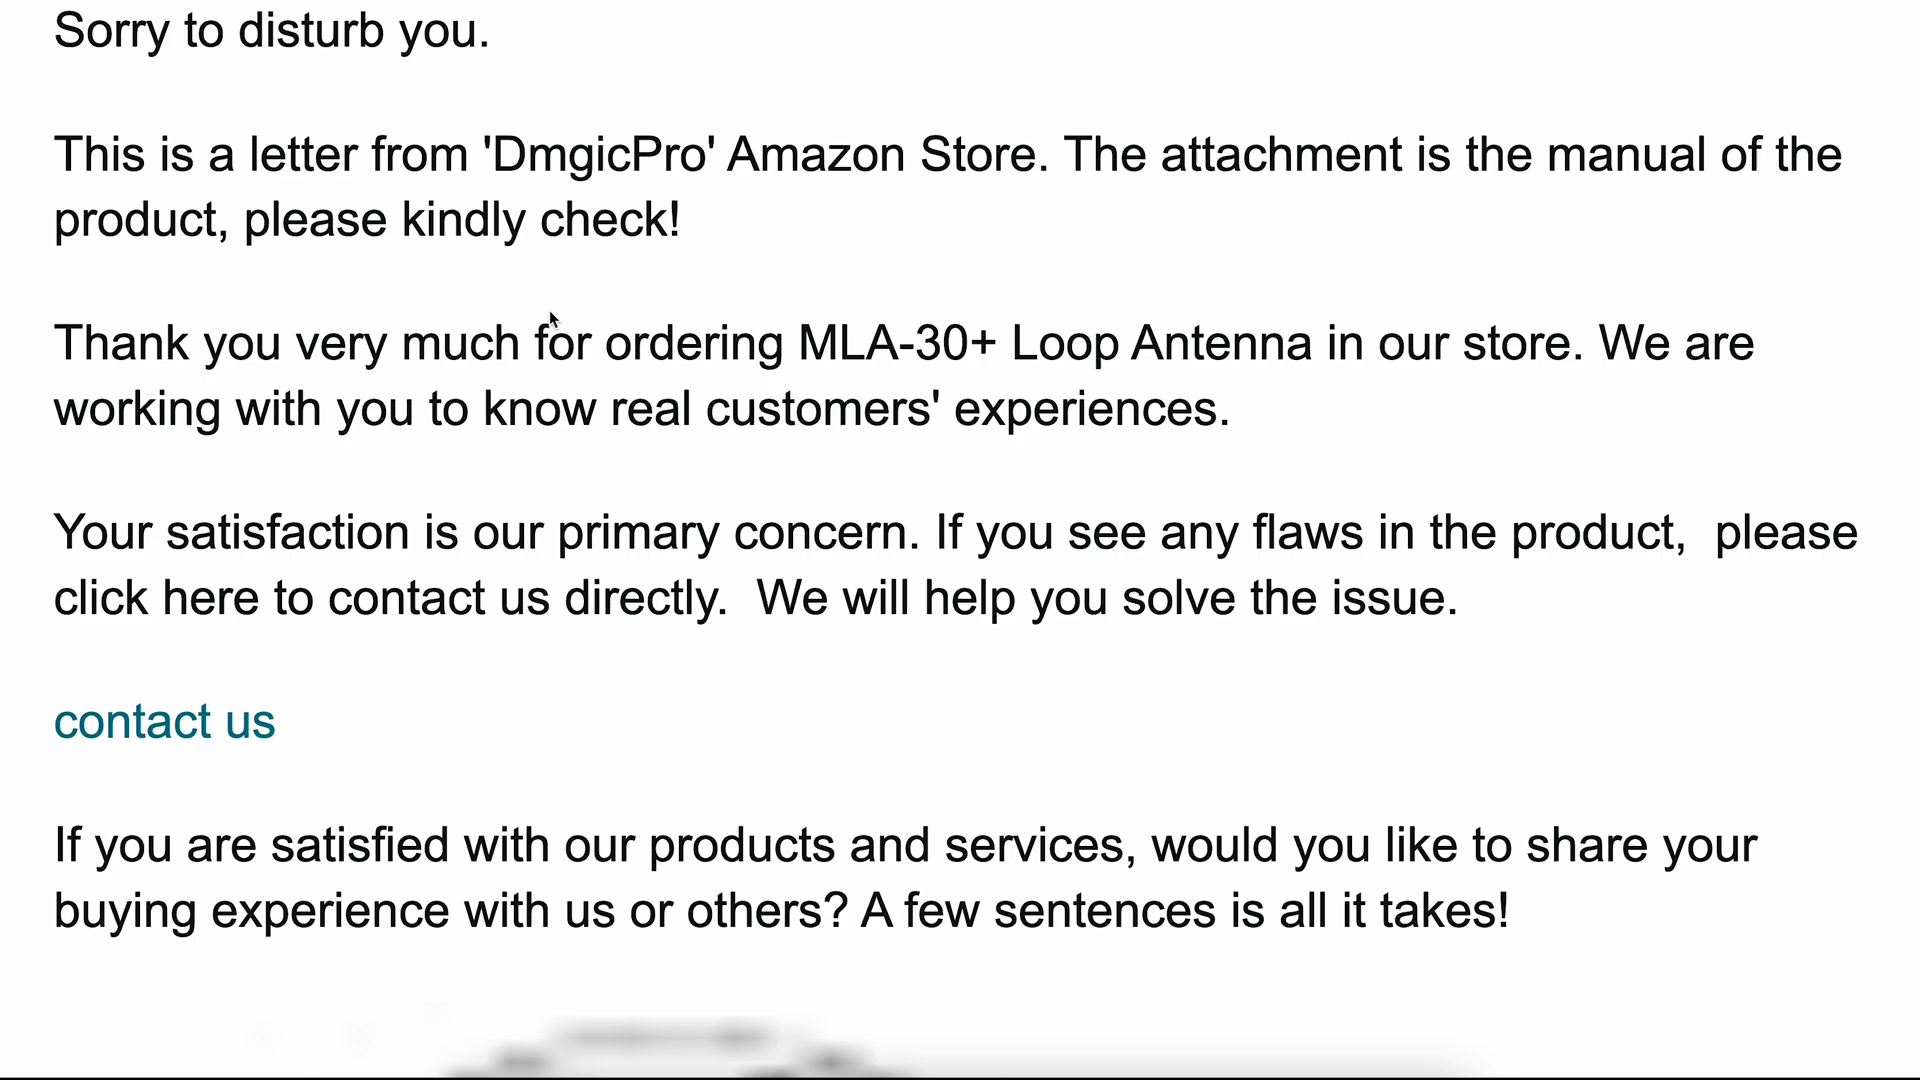 Sorry to disturb you.
This is a letter from 'DmgicPro' Amazon Store. The attachment is the manual of the
product, please kindly check!
Thank you very much for ordering MLA-30+ Loop Antenna in our store. We are
working with you to know real customers' experiences.
Your satisfaction is our primary concern. If you see any flaws in the product,  please
click here to contact us directly.  We will help you solve the issue.
contact us
If you are satisfied with our products and services, would you like to share your
buying experience with us or others? A few sentences is all it takes!